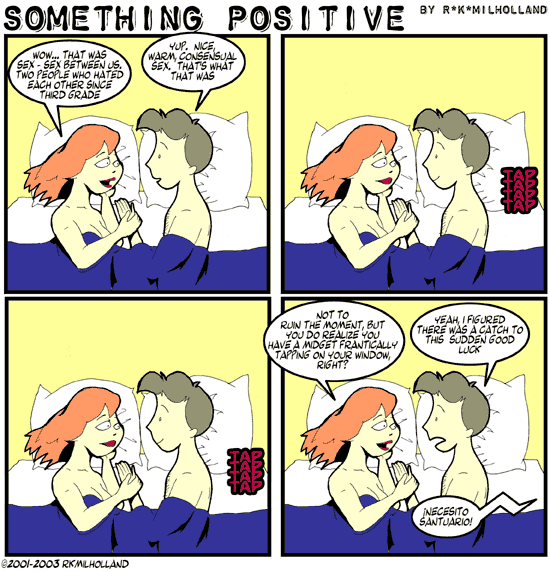 SOMETHING POSITIVE BY R*K*MILHOLLAND
WOW... THAT WAS
SEX - SEX BETWEEN US.
TWO PEOPLE WHO HATED
EACH OTHER SINCE
THIRD GRADE
YUP. NICE,
WARM, CONSENSUAL
SEX. THAT'S WHAT
THAT WAS
TAP
TAP
TAP
TAP
TAP
TAP
TAP
TAP
NOT TO
RUIN THE MOMENT, BUT
YOU DO REALIZE YOU
HAVE A MIDGET FRANTICALLY
TAPPING ON YOUR WINDOW,
RIGHT?
YEAH, I FIGURED
THERE WAS A CATCH TO
THIS SUDDEN GOOD
LUCK
¡NECESITO
SANTUARIO!
©2001-2003 RKMILHOLLAND